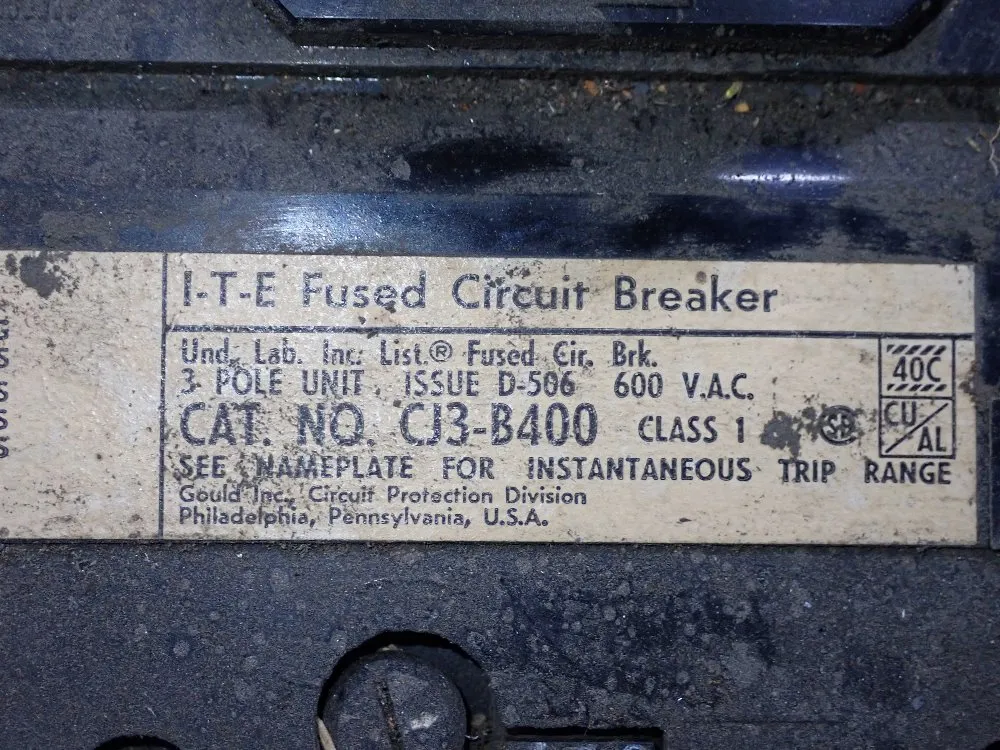 I-T-E Fused Circuit Breaker
Und. Lab. Inc. List.® Fused Cir. Brk.
3 POLE UNIT. ISSUE D-506 600 V.A.C.
40C
CAT. NO. CJ3-B400 CLASS 1
CU/AL
SEE NAMEPLATE FOR INSTANTANEOUS TRIP RANGE
Gould Inc., Circuit Protection Division
Philadelphia, Pennsylvania, U.S.A.